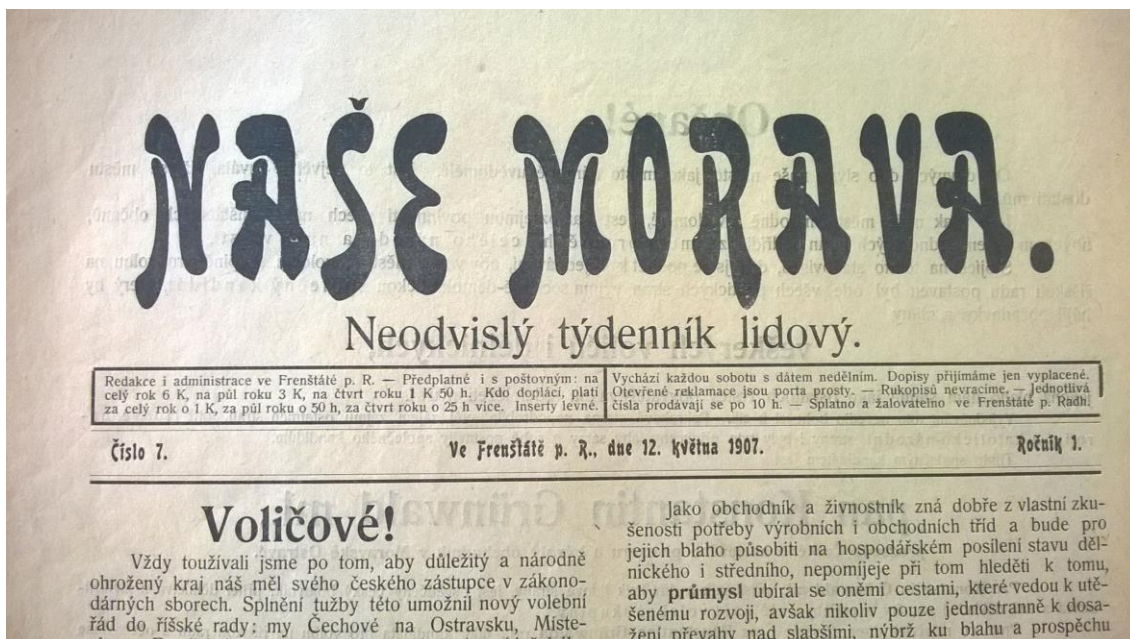 NAŠE MORAVA.
Neodvislý týdenník lidový.
Redakce i administrace ve Frenštátě p. R. — Předplatné i s poštovným: na
celý rok 6 K, na půl roku 3 K, na čtvrt roku 1 K 50 h. Kdo doplácí, platí
za celý rok o 1 K, za půl roku o 50 h, za čtvrt roku o 25 h více. Inserty levné.
Vychází každou sobotu s dátem nedělním. Dopisy přijímáme jen vyplacené.
Otevřené reklamace jsou porta prosty. — Rukopisů nevracíme. — Jednotlivá
čísla prodávají se po 10 h. — Splatno a žalovatelno ve Frenštátě p. Radh.
Číslo 7.
Ve Frenštátě p. R., dne 12. května 1907.
Ročník 1.
Voličové!
Vždy toužívali jsme po tom, aby důležitý a národně
ohrožený kraj náš měl svého českého zástupce v zákono-
dárných sborech. Splnění tužby této umožnil nový volební
řád do říšské rady: my Čechové na Ostravsku, Míste-
Jako obchodník a živnostník zná dobře z vlastní zku-
šenosti potřeby výrobních i obchodních tříd a bude pro
jejich blaho působiti na hospodářském posílení stavu děl-
nického i středního, nepomíjeje při tom hleděti k tomu,
aby průmysl ubíral se oněmi cestami, které vedou k utě-
šenému rozvoji, avšak nikoliv pouze jednostranně k dosa-
žení převahy nad slabšími, nýbrž ku blahu a prospěchu